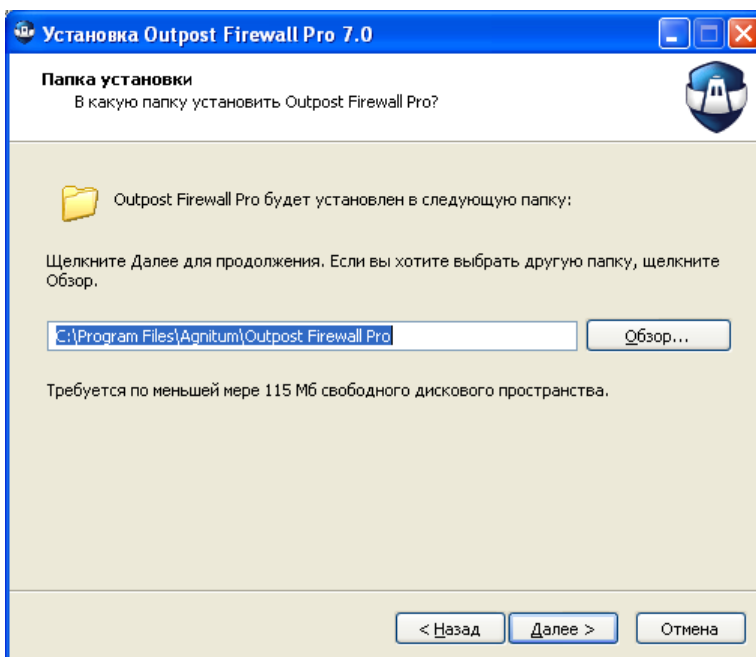 Установка Outpost Firewall Pro 7.0
Папка установки
В какую папку установить Outpost Firewall Pro?
Outpost Firewall Pro будет установлен в следующую папку:
Щелкните Далее для продолжения. Если вы хотите выбрать другую папку, щелкните
Обзор.
C:\Program Files\Agnitum\Outpost Firewall Pro
Обзор...
Требуется по меньшей мере 115 Мб свободного дискового пространства.
< Назад
Далее >
Отмена